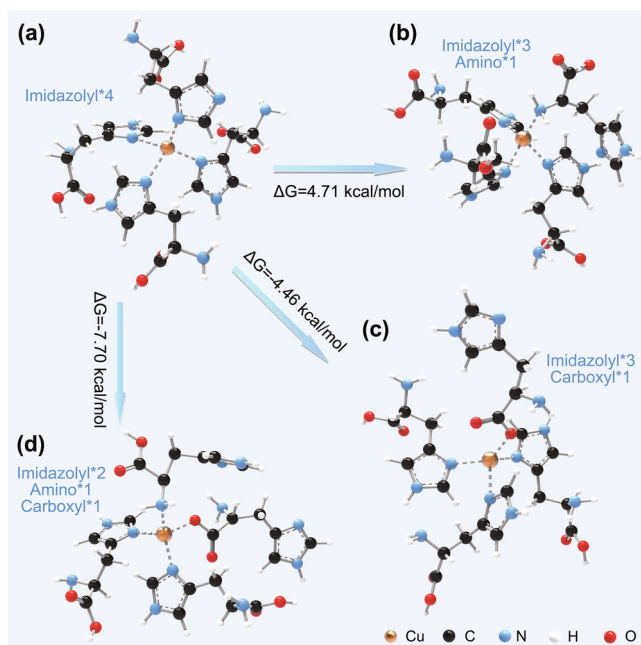 (a)
Imidazolyl*4
(b)
Imidazolyl*3
Amino*1
ΔG=4.71 kcal/mol
ΔG=-4.46 kcal/mol
ΔG=-7.70 kcal/mol
(c)
Imidazolyl*3
Carboxyl*1
(d)
Imidazolyl*2
Amino*1
Carboxyl*1
Cu C N H O